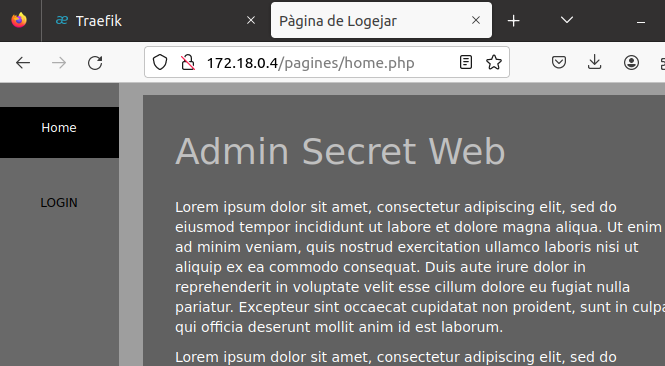 Traefik
Pàgina de Logejar
172.18.0.4/pagines/home.php
Home
LOGIN
Admin Secret Web
Lorem ipsum dolor sit amet, consectetur adipiscing elit, sed do
eiusmod tempor incididunt ut labore et dolore magna aliqua. Ut enim
ad minim veniam, quis nostrud exercitation ullamco laboris nisi ut
aliquip ex ea commodo consequat. Duis aute irure dolor in
reprehenderit in voluptate velit esse cillum dolore eu fugiat nulla
pariatur. Excepteur sint occaecat cupidatat non proident, sunt in culpa
qui officia deserunt mollit anim id est laborum.
Lorem ipsum dolor sit amet, consectetur adipiscing elit, sed do